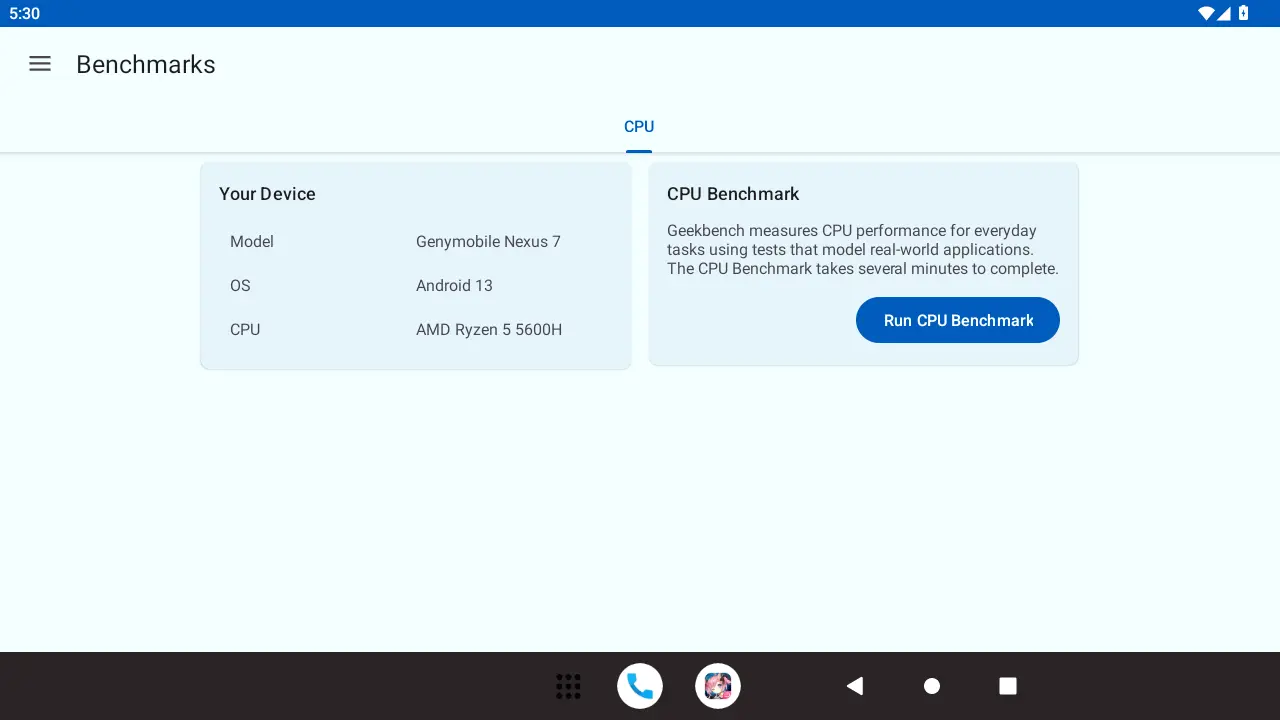 5:30
Benchmarks
CPU
Your Device
Model Genymobile Nexus 7
OS Android 13
CPU AMD Ryzen 5 5600H
CPU Benchmark
Geekbench measures CPU performance for everyday
tasks using tests that model real-world applications.
The CPU Benchmark takes several minutes to complete.
Run CPU Benchmark